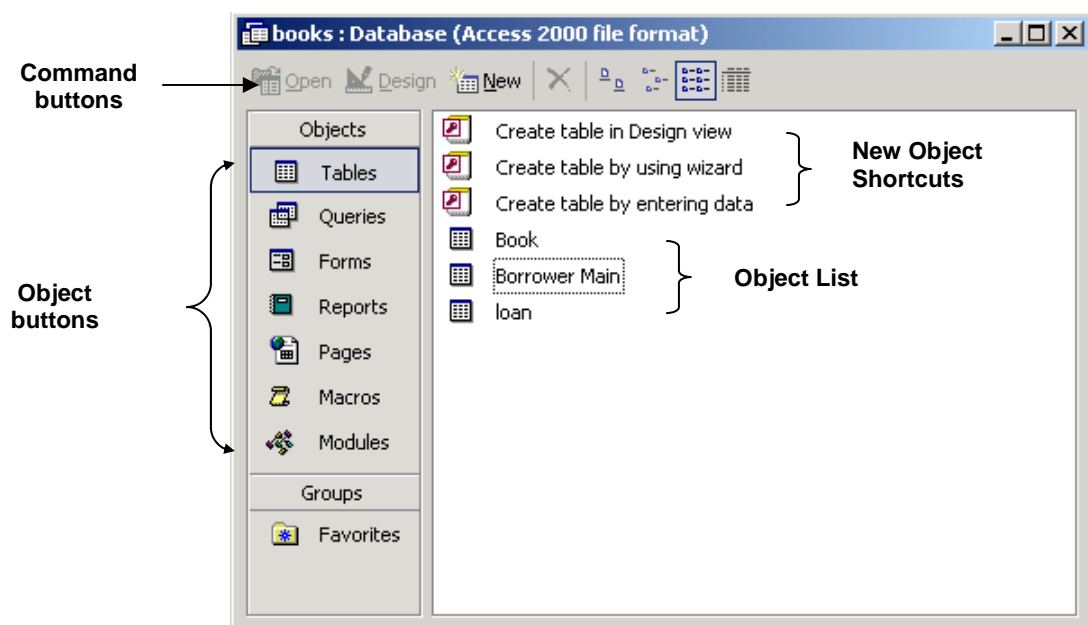 books : Database (Access 2000 file format)
Command
buttons
Open Design New
Objects
Tables
Queries
Forms
Reports
Pages
Macros
Modules
Groups
Favorites
Object
buttons
Create table in Design view
Create table by using wizard
Create table by entering data
Book
Borrower Main
loan
New Object
Shortcuts
Object List